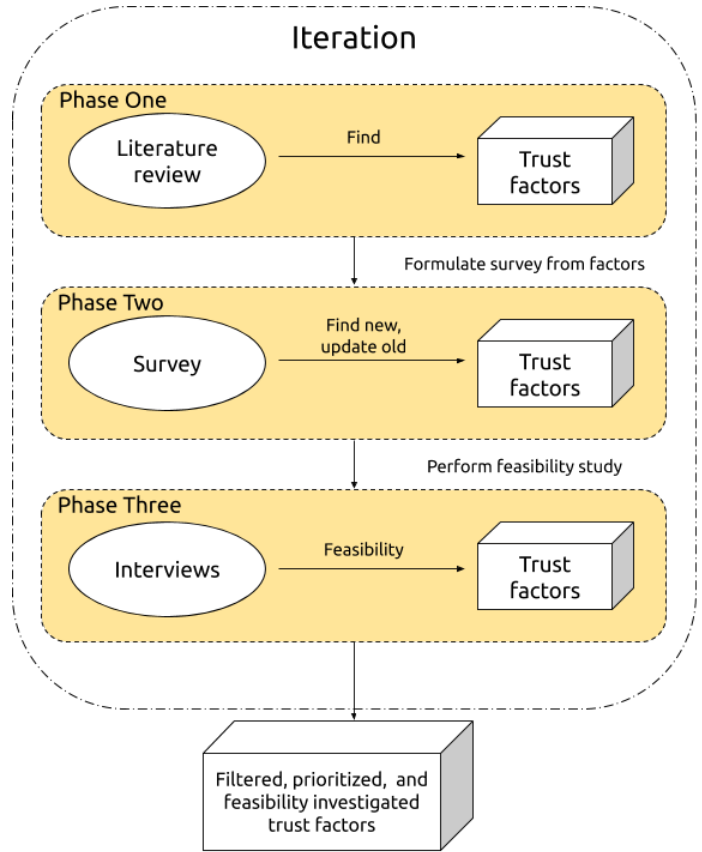 Iteration
Phase One
Literature
review
Find
Trust
factors
Formulate survey from factors
Phase Two
Survey
Find new,
update old
Trust
factors
Perform feasibility study
Phase Three
Interviews
Feasibility
Trust
factors
Filtered, prioritized, and
feasibility investigated
trust factors